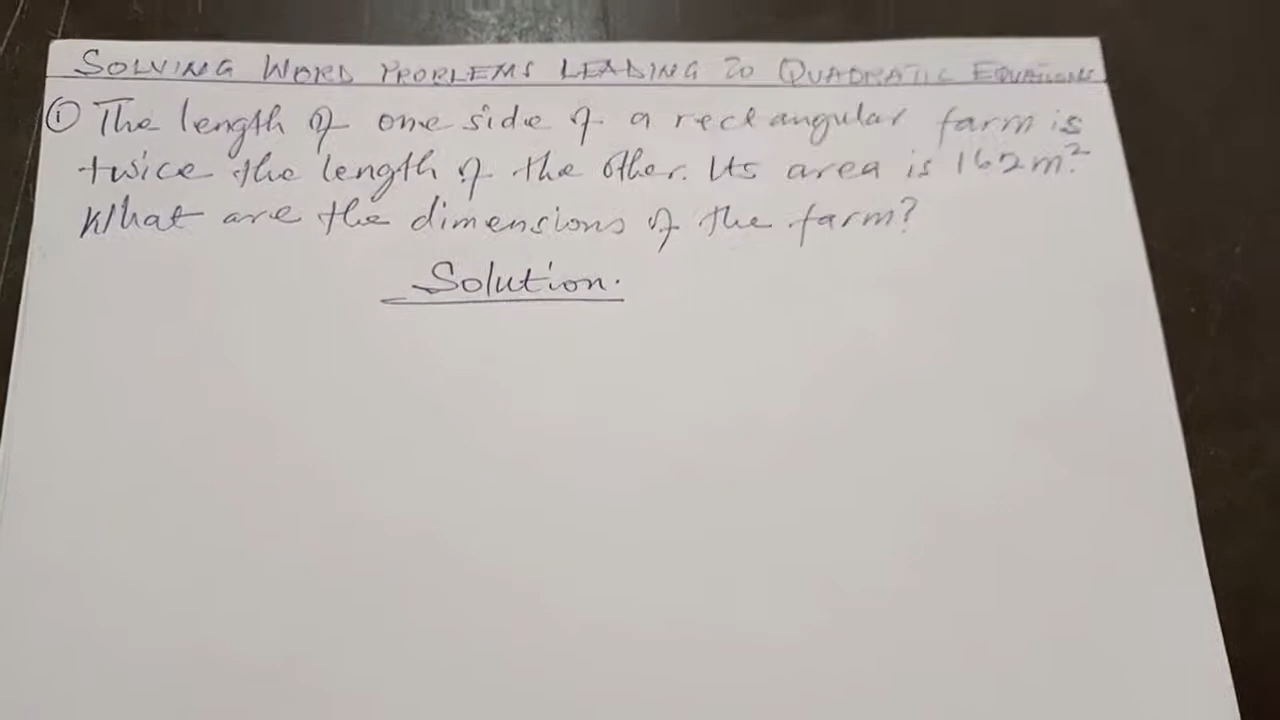 SOLVING WORD PROBLEMS LEADING TO QUADRATIC EQUATIONS
① The length of one side of a rectangular farm is
twice the length of the other. Its area is 162m².
What are the dimensions of the farm?
Solution.